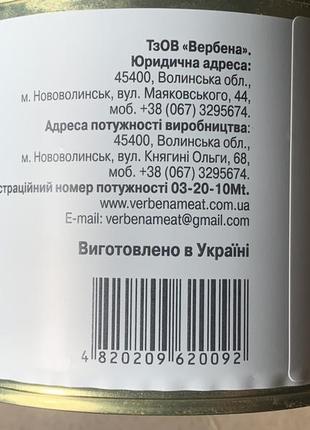 ТзОВ «Вербена».
Юридична адреса:
45400, Волинська обл.,
м. Нововолинськ, вул. Маяковського, 44,
моб. +38 (067) 3295674.
Адреса потужності виробництва:
45400, Волинська обл.,
м. Нововолинськ, вул. Княгині Ольги, 68,
моб. +38 (067) 3295674.
номер потужності 03-20-10Mt.
www.verbenameat.com.ua
E-mail: verbenameat@gmail.com
Виготовлено в Україні
4 820209 620092